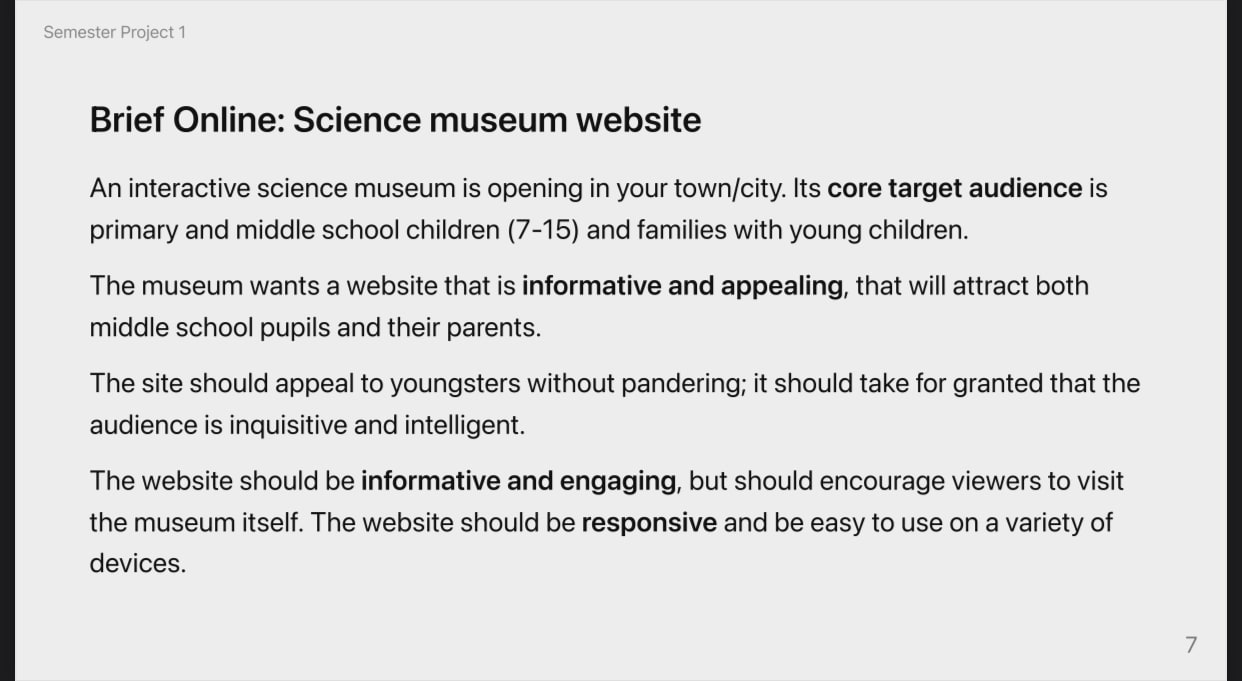 Semester Project 1
Brief Online: Science museum website
An interactive science museum is opening in your town/city. Its core target audience is
primary and middle school children (7-15) and families with young children.
The museum wants a website that is informative and appealing, that will attract both
middle school pupils and their parents.
The site should appeal to youngsters without pandering; it should take for granted that the
audience is inquisitive and intelligent.
The website should be informative and engaging, but should encourage viewers to visit
the museum itself. The website should be responsive and be easy to use on a variety of
devices.
7